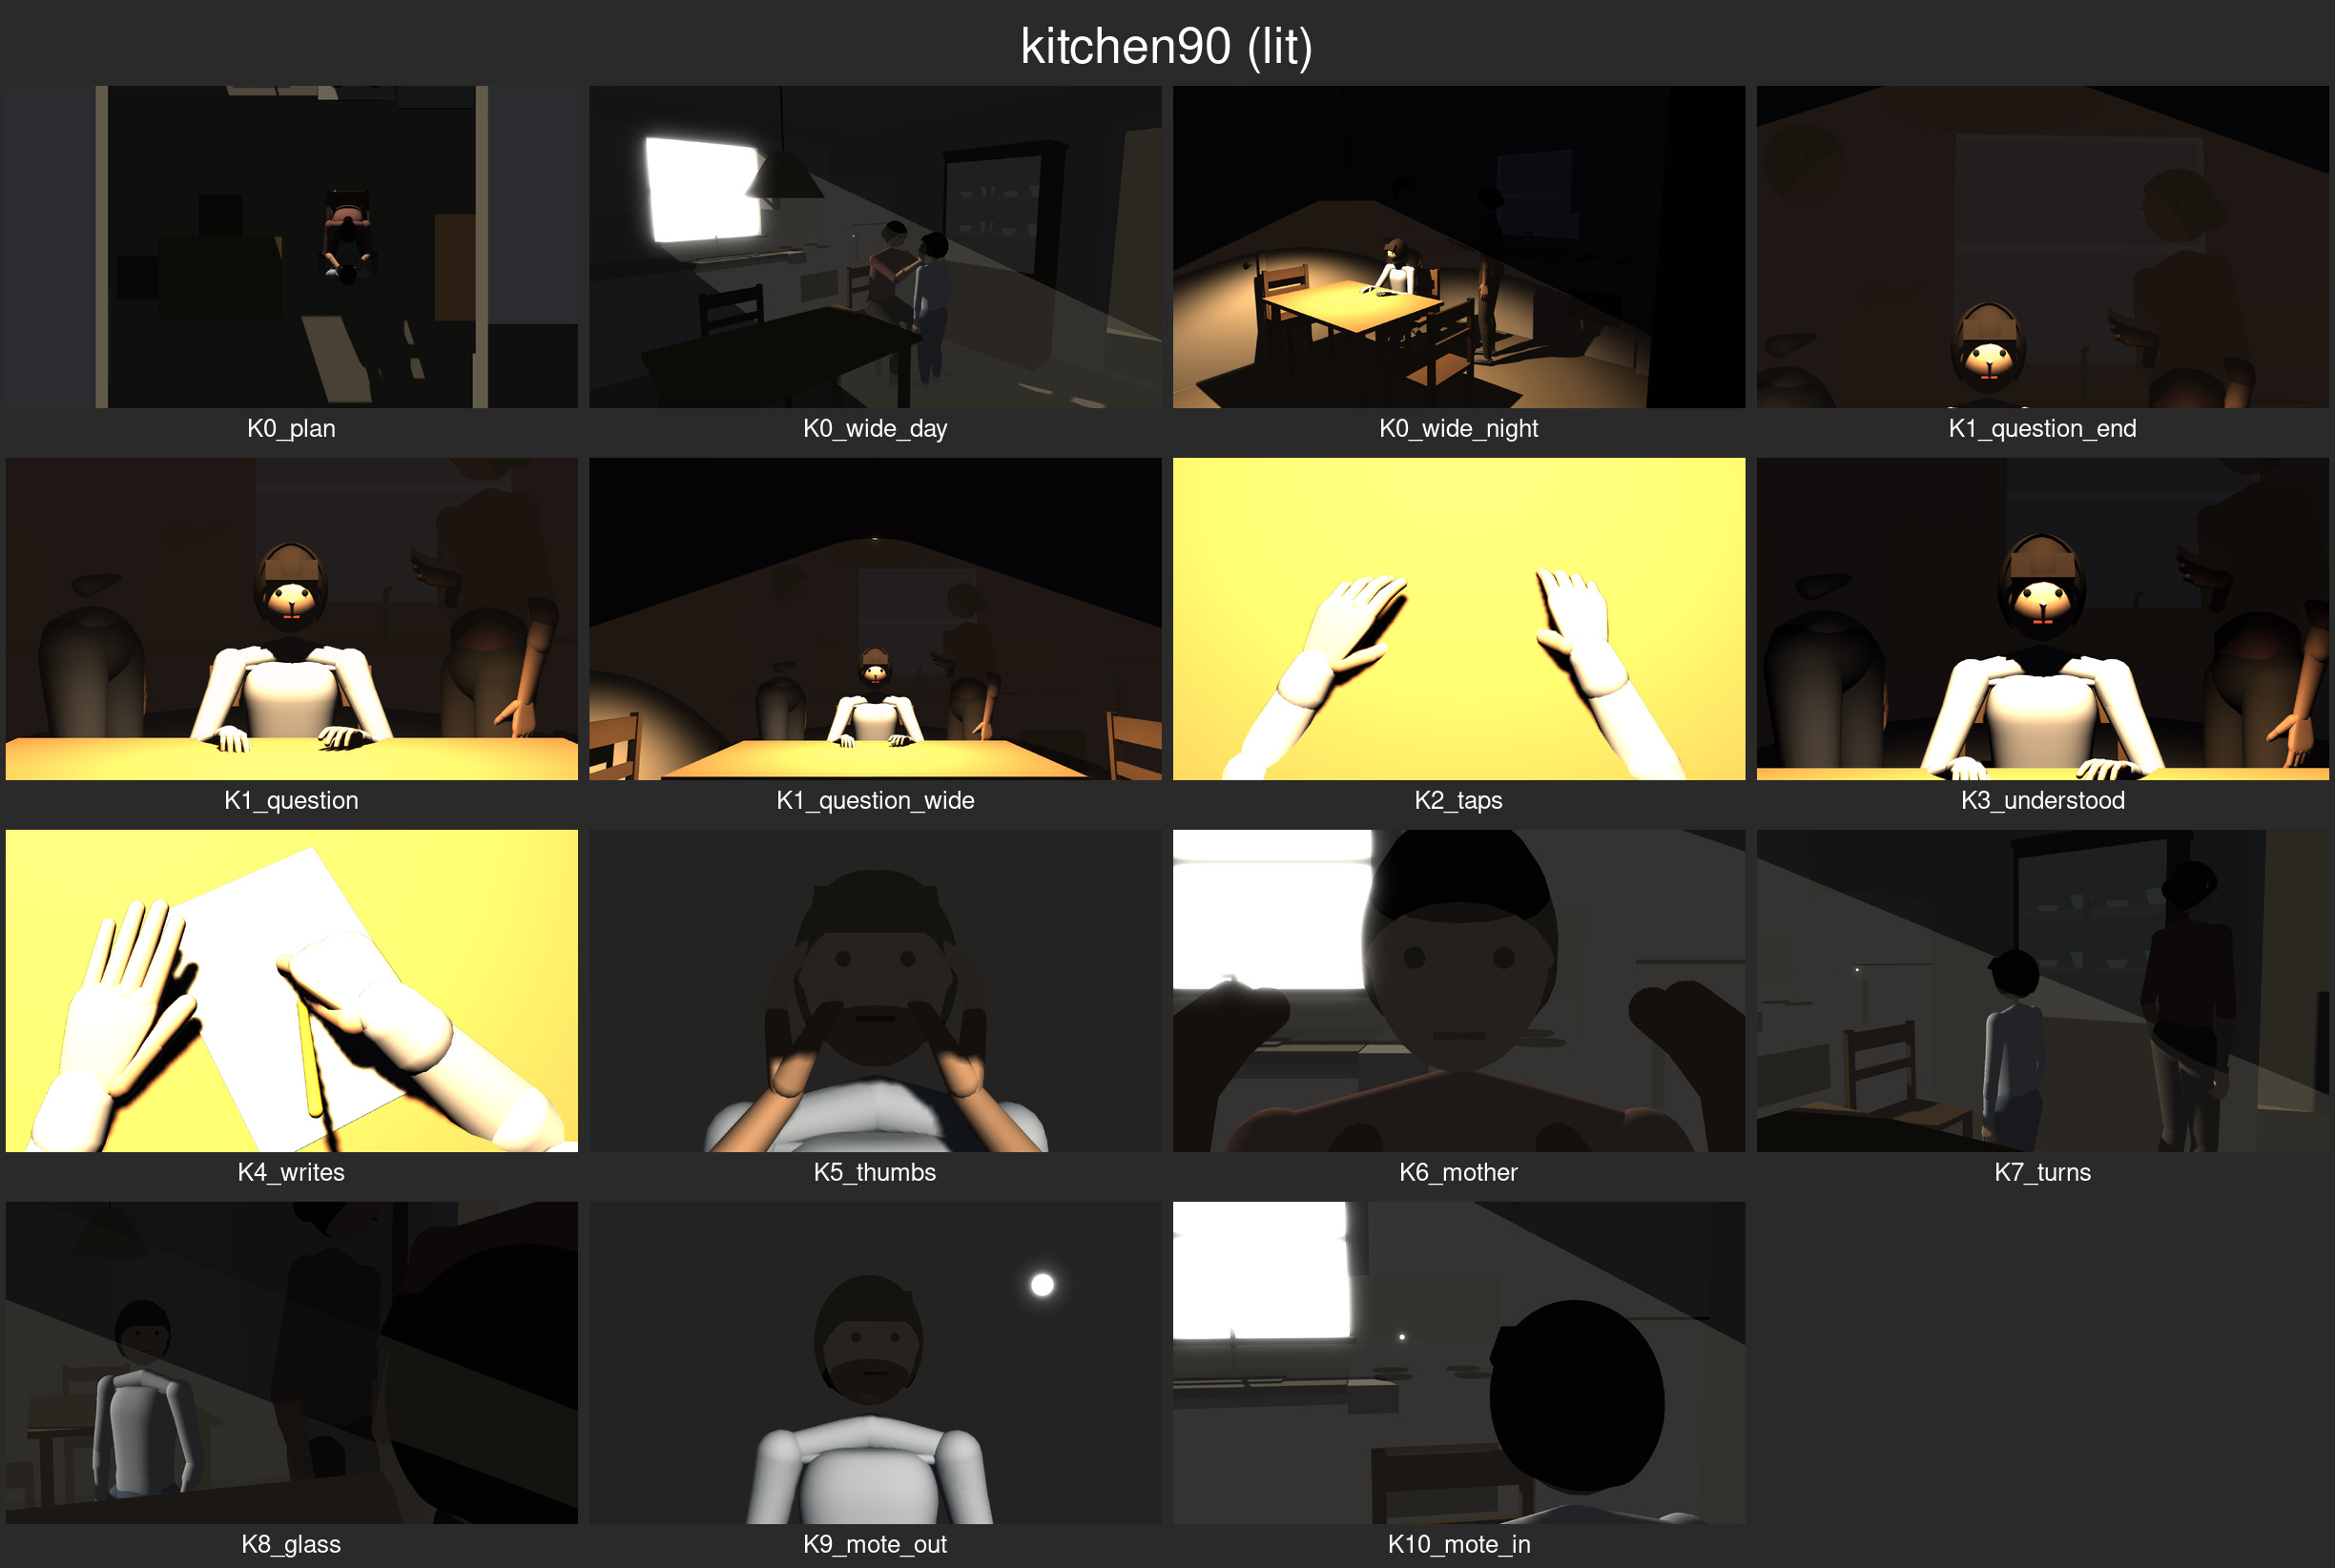 kitchen90 (lit)
K0_plan
K0_wide_day
K0_wide_night
K1_question_end
K1_question
K1_question_wide
K2_taps
K3_understood
K4_writes
K5_thumbs
K6_mother
K7_turns
K8_glass
K9_mote_out
K10_mote_in